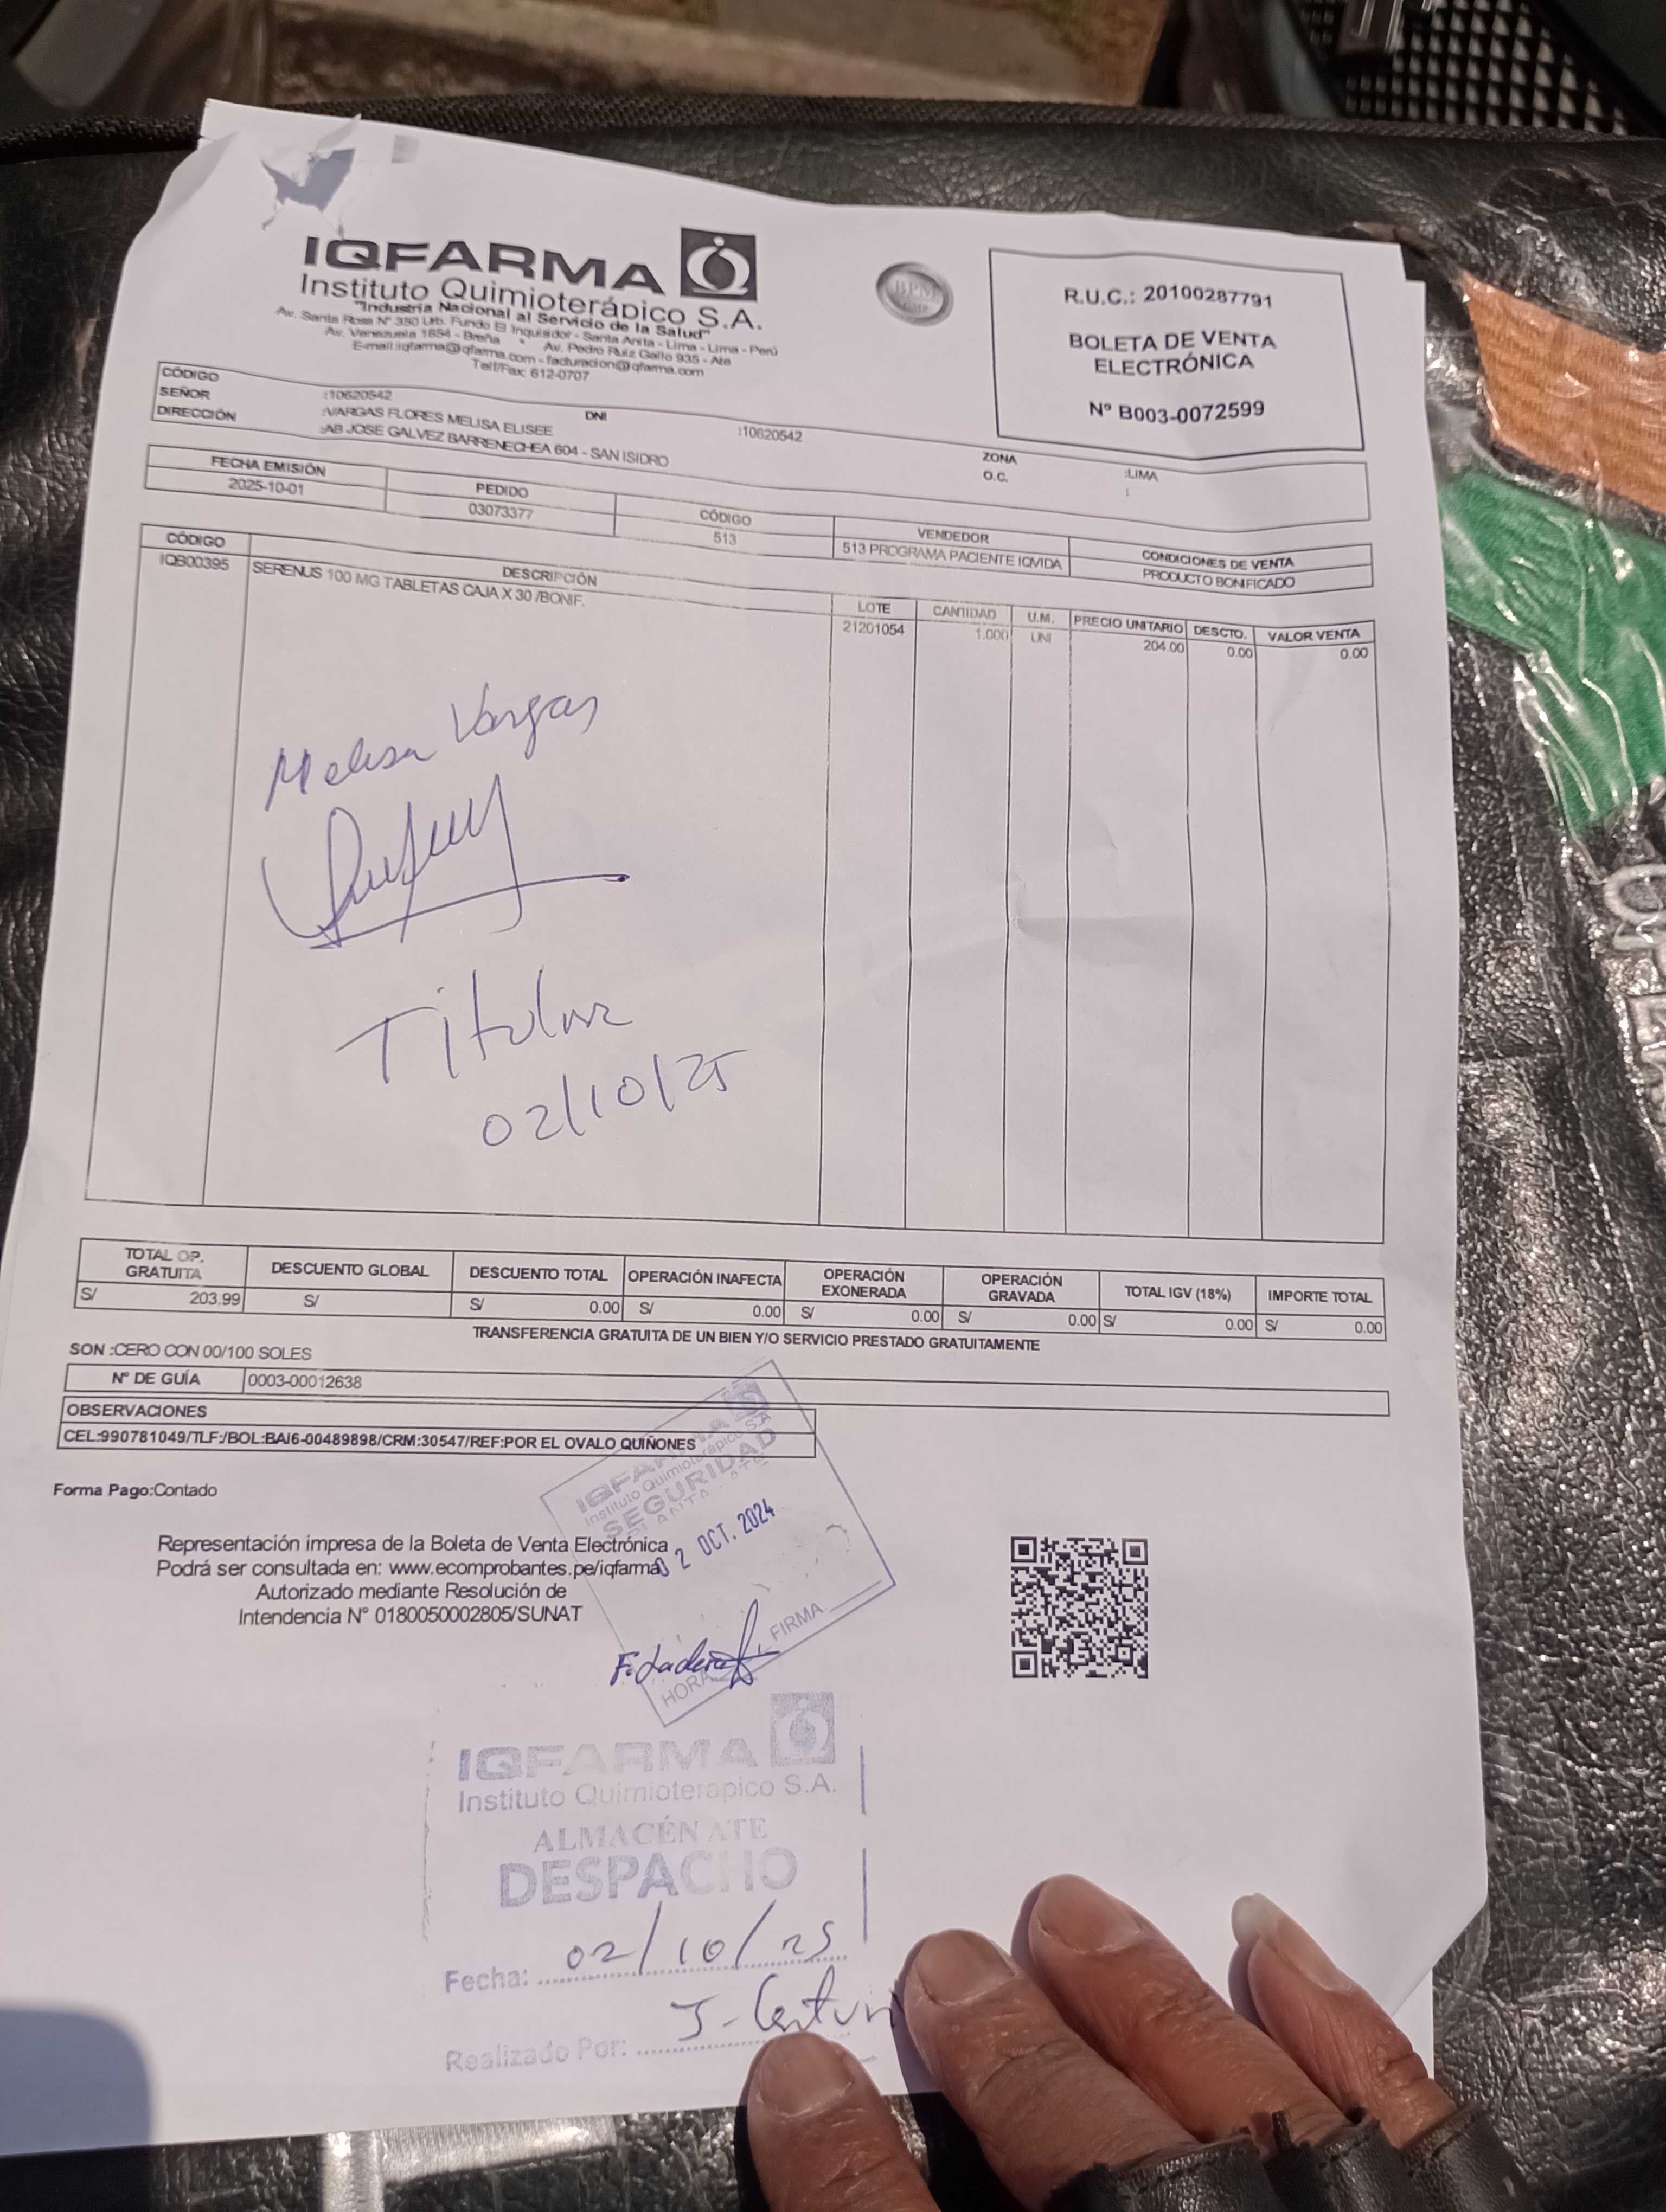 IQFARMA
Instituto Quimioterápico S.A.
"Industria Nacional al Servicio de la Salud"
Av. Santa Rosa N° 350 Urb. Fundo El Inquisidor - Santa Anita - Lima - Lima - Perú
Av. Venezuela 1854 - Breña * Av. Pedro Ruiz Gallo 935 - Ate
E-mail:iqfarma@iqfarma.com - facturacion@iqfarma.com
Telf/Fax: 612-0707
BPM
R.U.C.: 20100287791
BOLETA DE VENTA
ELECTRÓNICA
N° B003-0072599
CÓDIGO :10620542 DNI :10620542 ZONA :LIMA
SEÑOR :VARGAS FLORES MELISA ELISEE O.C. :
DIRECCIÓN :AB JOSE GALVEZ BARRENECHEA 604 - SAN ISIDRO
FECHA EMISIÓN PEDIDO CÓDIGO VENDEDOR CONDICIONES DE VENTA
2025-10-01 03073377 513 513 PROGRAMA PACIENTE IQVIDA PRODUCTO BONIFICADO
CÓDIGO DESCRIPCIÓN LOTE CANTIDAD U.M. PRECIO UNITARIO DESCTO. VALOR VENTA
IQB00395 SERENUS 100 MG TABLETAS CAJA X 30 /BONIF. 21201054 1.000 UNI 204.00 0.00 0.00
Melisa Vargas
Titular
02/10/25
TOTAL OP. GRATUITA DESCUENTO GLOBAL DESCUENTO TOTAL OPERACIÓN INAFECTA OPERACIÓN EXONERADA OPERACIÓN GRAVADA TOTAL IGV (18%) IMPORTE TOTAL
S/ 203.99 S/ S/ 0.00 S/ 0.00 S/ 0.00 S/ 0.00 S/ 0.00 S/ 0.00
TRANSFERENCIA GRATUITA DE UN BIEN Y/O SERVICIO PRESTADO GRATUITAMENTE
SON :CERO CON 00/100 SOLES
N° DE GUÍA 0003-00012638
OBSERVACIONES
CEL:990781049/TLF:/BOL:BAI6-00489898/CRM:30547/REF:POR EL OVALO QUIÑONES
Forma Pago:Contado
IQFARMA
Instituto Quimioterápico SA
SEGURIDAD
PLANTA - ATE
02 OCT. 2024
HORA FIRMA
Representación impresa de la Boleta de Venta Electrónica
Podrá ser consultada en: www.ecomprobantes.pe/iqfarma
Autorizado mediante Resolución de
Intendencia N° 0180050002805/SUNAT
IQFARMA
Instituto Quimioterapico S.A.
ALMACÉN ATE
DESPACHO
Fecha: 02/10/25
Realizado Por: J.